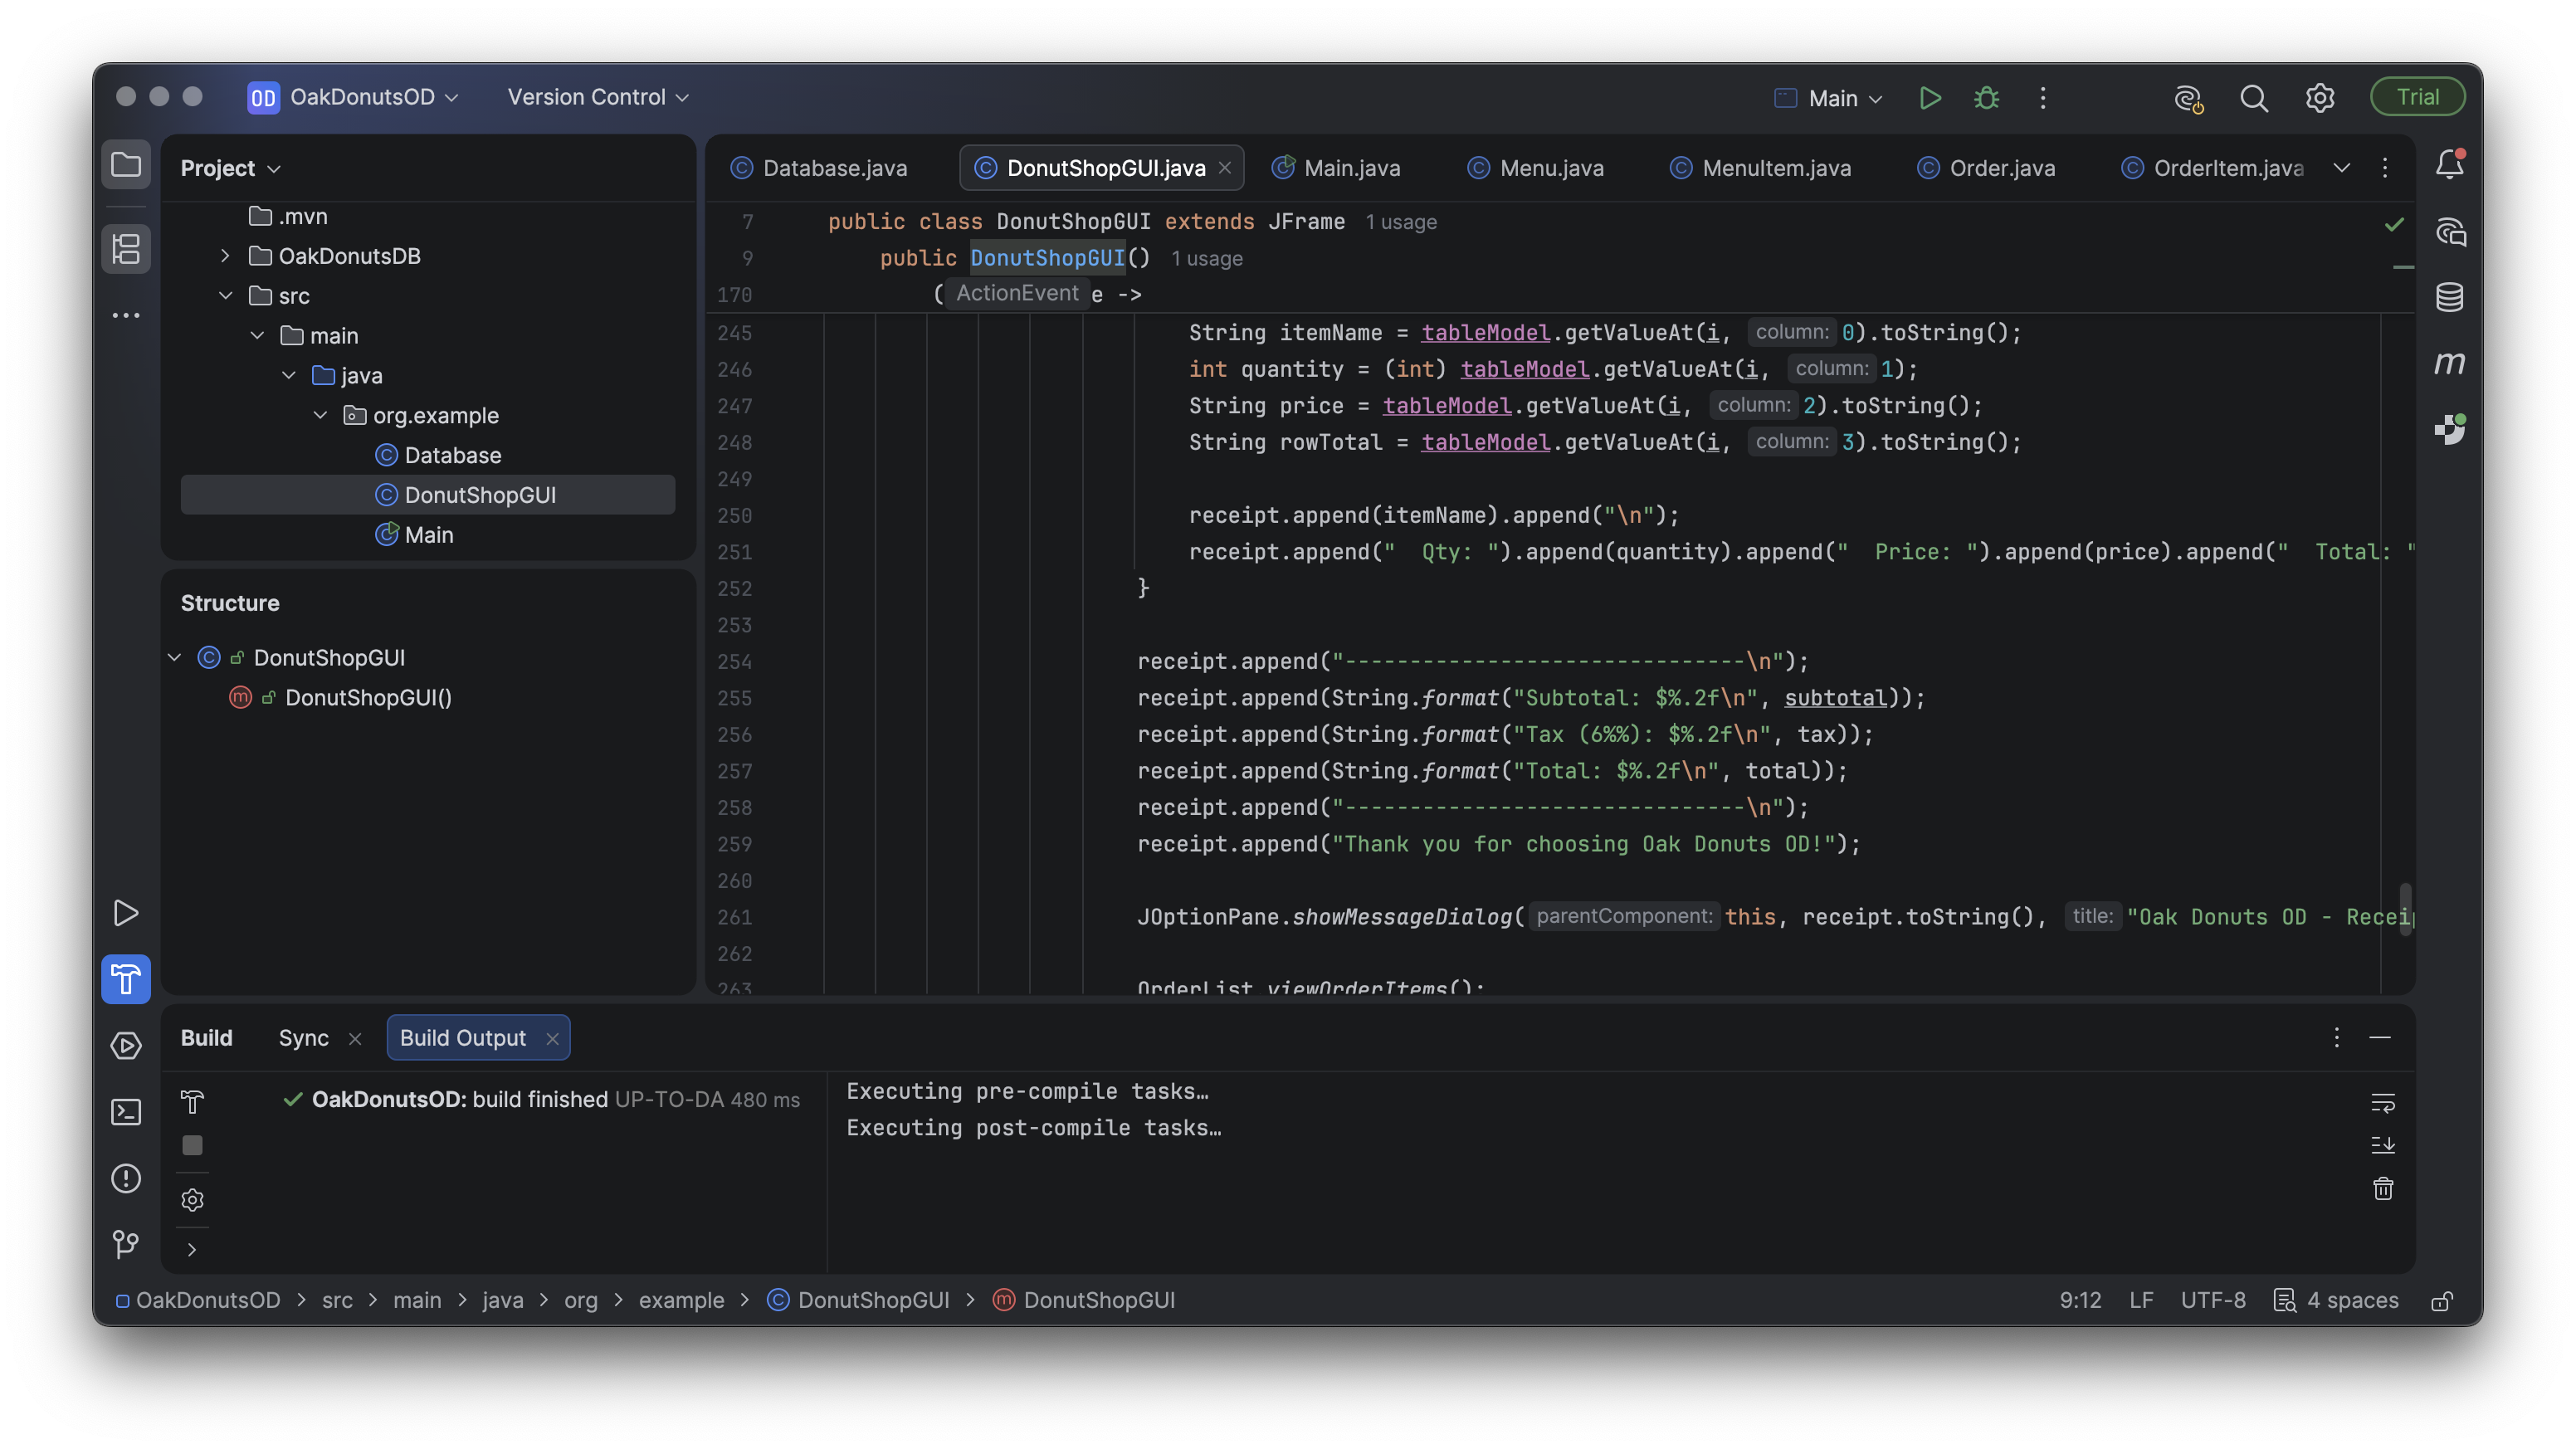 OD OakDonutsOD Version Control Main Trial
Project
.mvn
OakDonutsDB
src
main
java
org.example
Database
DonutShopGUI
Main
Structure
DonutShopGUI
DonutShopGUI()
Database.java DonutShopGUI.java Main.java Menu.java MenuItem.java Order.java OrderItem.java
7 public class DonutShopGUI extends JFrame 1 usage
9 public DonutShopGUI() 1 usage
170 ( ActionEvent e ->
245 String itemName = tableModel.getValueAt(i, column: 0).toString();
246 int quantity = (int) tableModel.getValueAt(i, column: 1);
247 String price = tableModel.getValueAt(i, column: 2).toString();
248 String rowTotal = tableModel.getValueAt(i, column: 3).toString();
249
250 receipt.append(itemName).append("\n");
251 receipt.append("  Qty: ").append(quantity).append("  Price: ").append(price).append("  Total: "
252 }
253
254 receipt.append("-------------------------------\n");
255 receipt.append(String.format("Subtotal: $%.2f\n", subtotal));
256 receipt.append(String.format("Tax (6%%): $%.2f\n", tax));
257 receipt.append(String.format("Total: $%.2f\n", total));
258 receipt.append("-------------------------------\n");
259 receipt.append("Thank you for choosing Oak Donuts OD!");
260
261 JOptionPane.showMessageDialog( parentComponent: this, receipt.toString(), title: "Oak Donuts OD - Receip
262
263 OrderList.viewOrderItems();
Build Sync Build Output
OakDonutsOD: build finished UP-TO-DA 480 ms
Executing pre-compile tasks…
Executing post-compile tasks…
OakDonutsOD > src > main > java > org > example > DonutShopGUI > DonutShopGUI 9:12 LF UTF-8 4 spaces